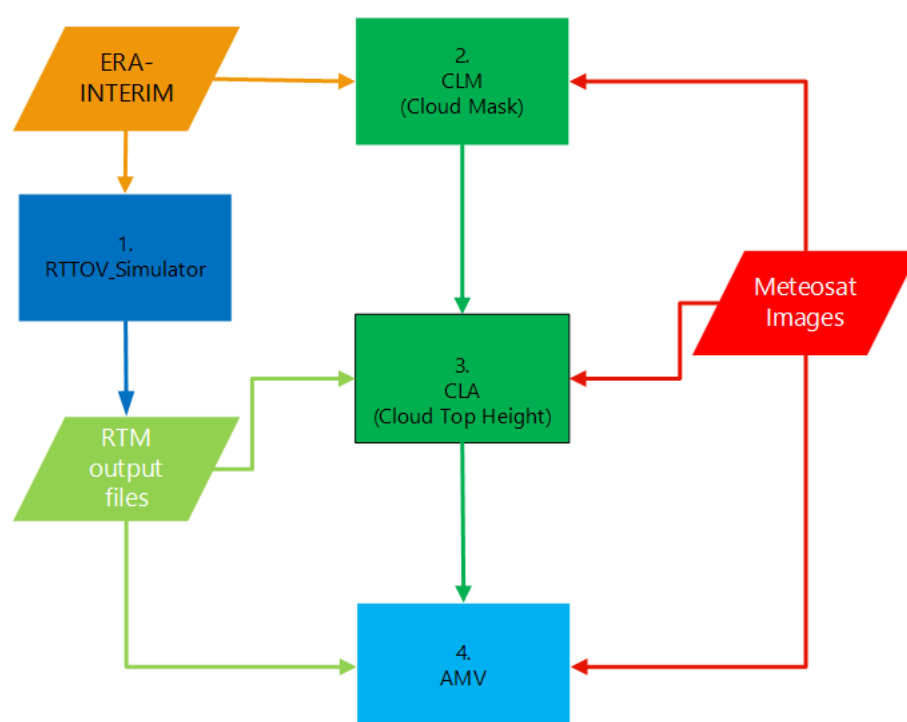 ERA-
INTERIM
2.
CLM
(Cloud Mask)
1.
RTTOV_Simulator
Meteosat
Images
3.
CLA
(Cloud Top Height)
RTM
output
files
4.
AMV